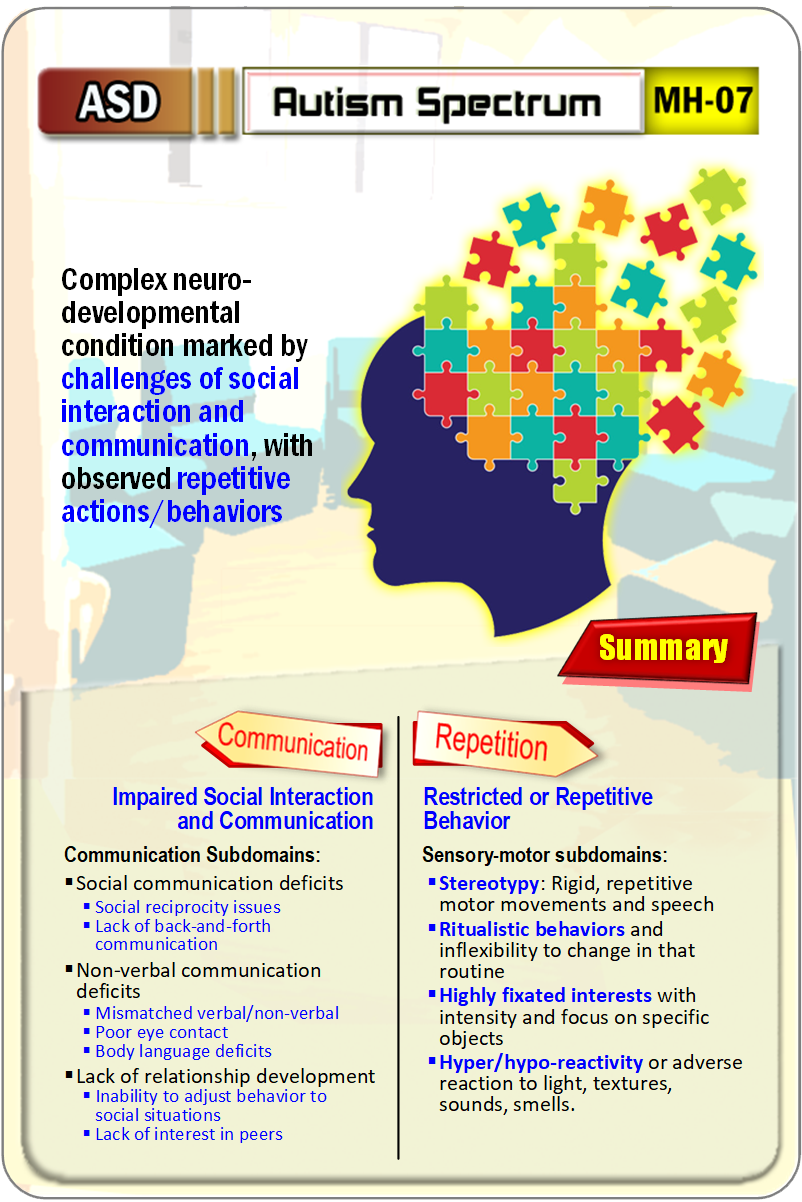 ASD
Autism Spectrum
MH-07
Complex neuro-
developmental
condition marked by
challenges of social
interaction and
communication, with
observed repetitive
actions/behaviors
Summary
Communication
Impaired Social Interaction
and Communication
Communication Subdomains:
▪Social communication deficits
▪ Social reciprocity issues
▪ Lack of back-and-forth
communication
▪Non-verbal communication
deficits
▪ Mismatched verbal/non-verbal
▪ Poor eye contact
▪ Body language deficits
▪Lack of relationship development
▪ Inability to adjust behavior to
social situations
▪ Lack of interest in peers
Repetition
Restricted or Repetitive
Behavior
Sensory-motor subdomains:
▪Stereotypy: Rigid, repetitive
motor movements and speech
▪Ritualistic behaviors and
inflexibility to change in that
routine
▪Highly fixated interests with
intensity and focus on specific
objects
▪Hyper/hypo-reactivity or adverse
reaction to light, textures,
sounds, smells.